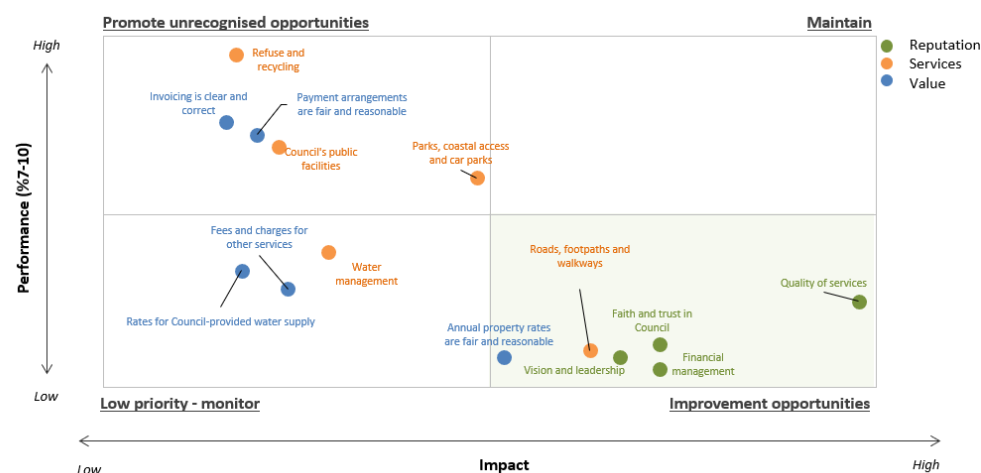 Promote unrecognised opportunities
Maintain
High
Refuse and
recycling
Reputation
Services
Value
Invoicing is clear and
correct
Payment arrangements
are fair and reasonable
Council's public
facilities
Parks, coastal access
and car parks
Performance (%7-10)
Fees and charges for
other services
Water
management
Rates for Council-provided water supply
Roads, footpaths and
walkways
Quality of services
Faith and trust in
Council
Annual property rates
are fair and reasonable
Vision and leadership
Financial
management
Low
Low priority - monitor
Improvement opportunities
Low
Impact
High